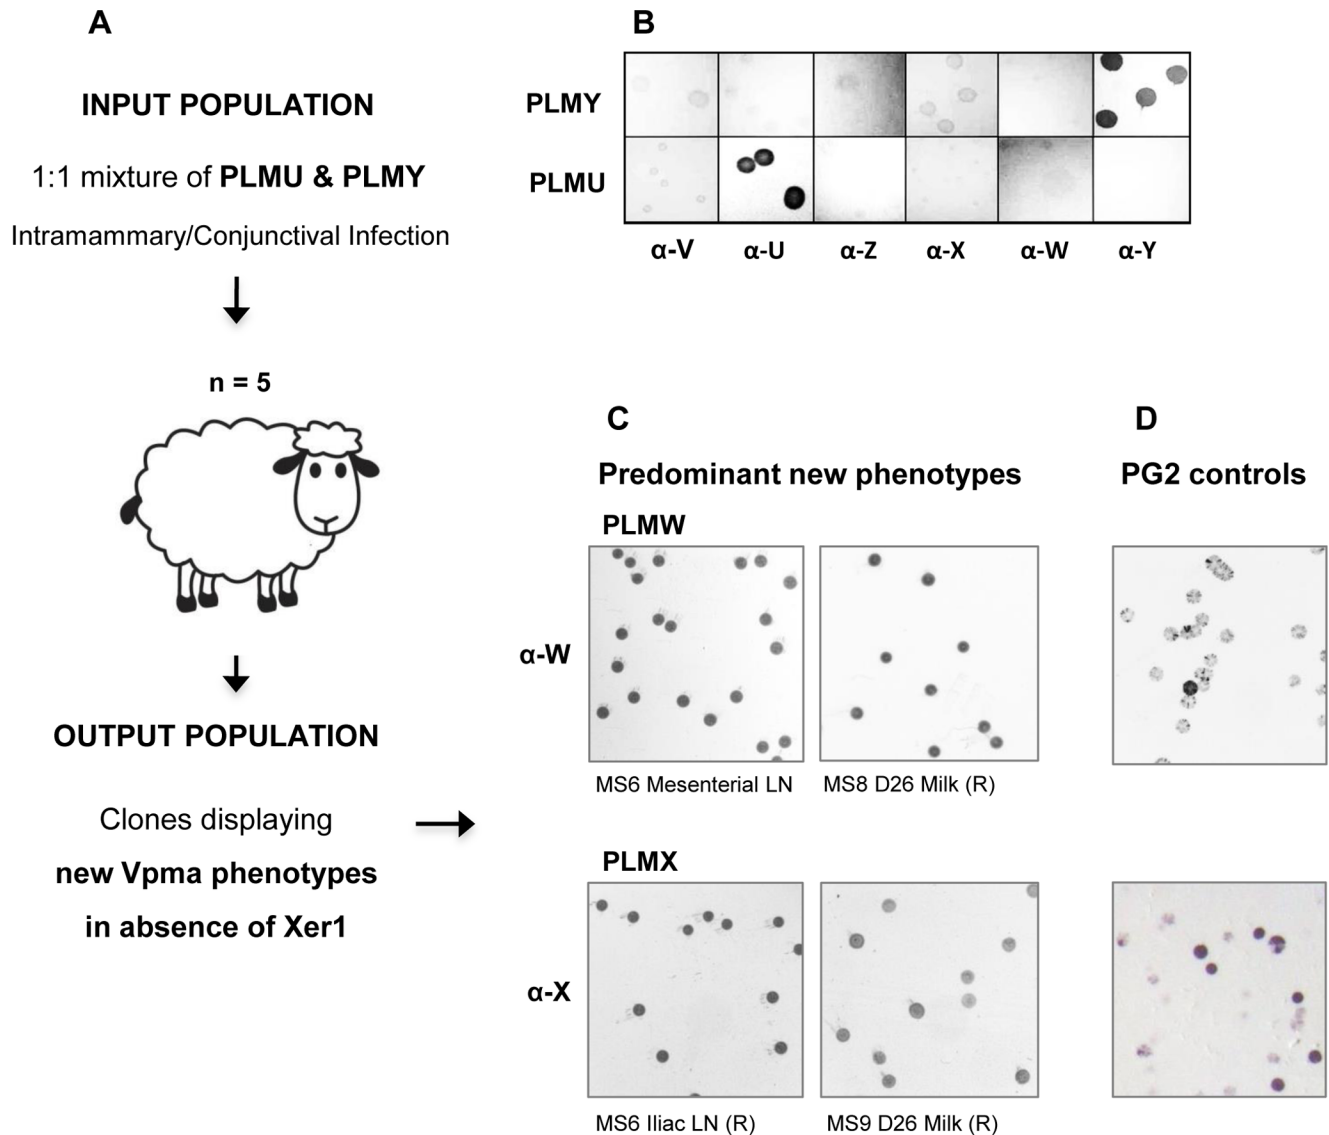 A
INPUT POPULATION
1:1 mixture of PLMU & PLMY
Intramammary/Conjunctival Infection
n = 5
OUTPUT POPULATION
Clones displaying
new Vpma phenotypes
in absence of Xer1
B
PLMY
PLMU
α-V α-U α-Z α-X α-W α-Y
C
Predominant new phenotypes
PLMW
α-W
MS6 Mesenterial LN
MS8 D26 Milk (R)
PLMX
α-X
MS6 Iliac LN (R)
MS9 D26 Milk (R)
D
PG2 controls